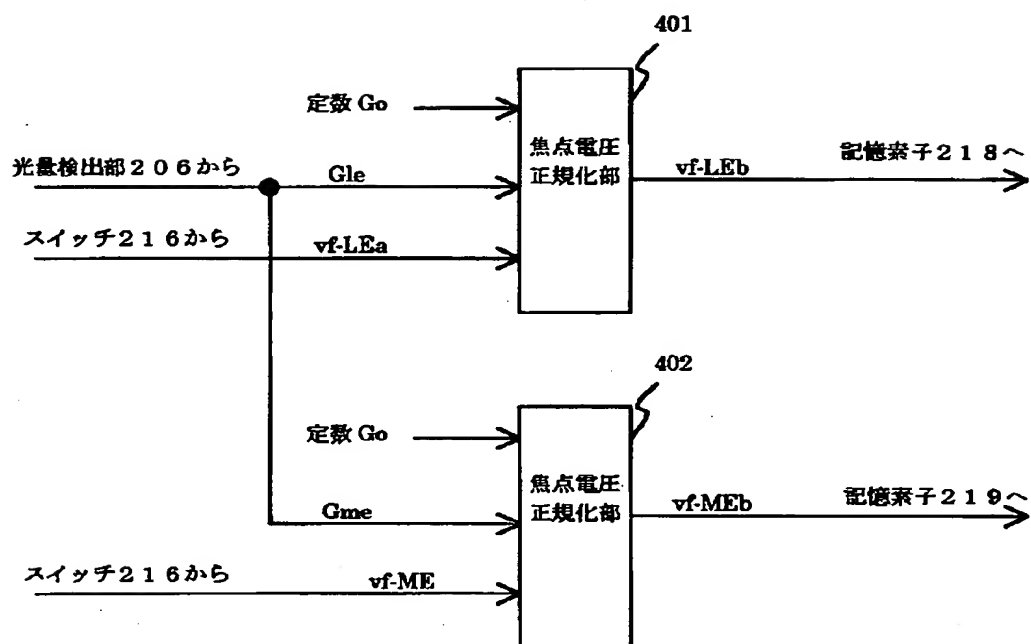 401
定数 Go
焦点電圧
正規化部
光量検出部206から
Gle
vf-LEb
記憶素子218へ
スイッチ216から
vf-LEa
402
定数 Go
焦点電圧
正規化部
Gme
vf-MEb
記憶素子219へ
スイッチ216から
vf-ME